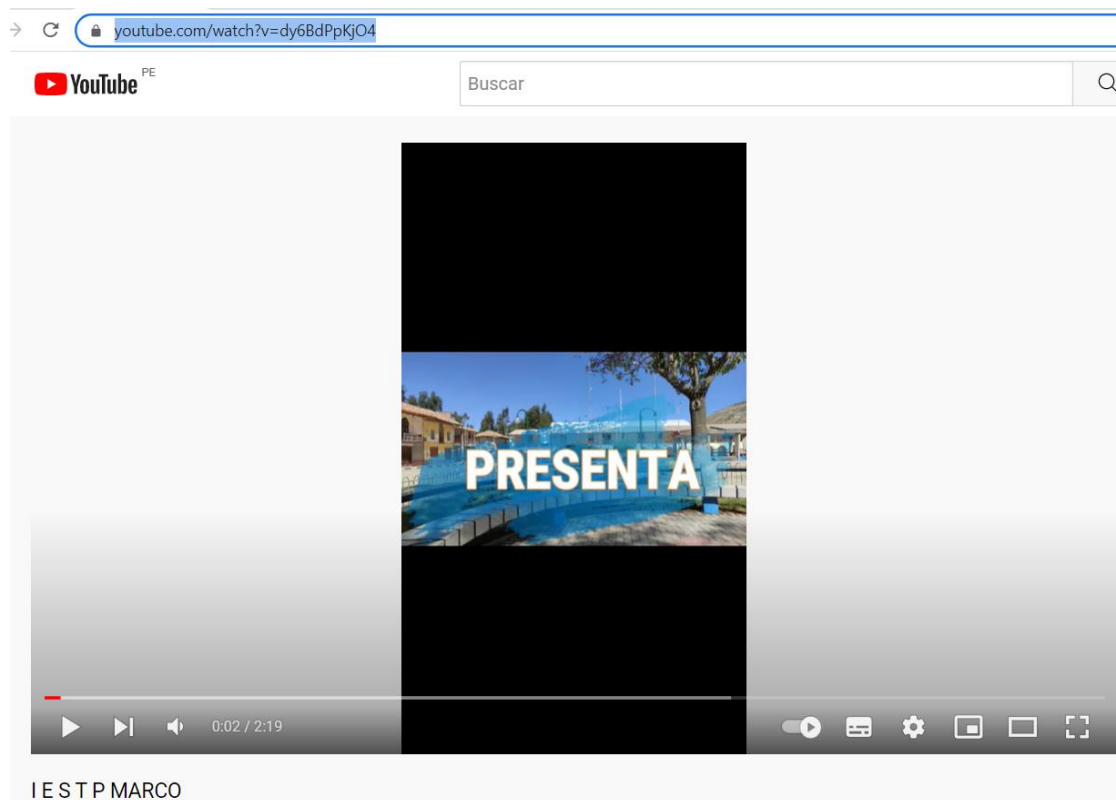 youtube.com/watch?v=dy6BdPpKjO4
YouTube PE
Buscar
PRESENTA
0:02 / 2:19
I E S T P MARCO